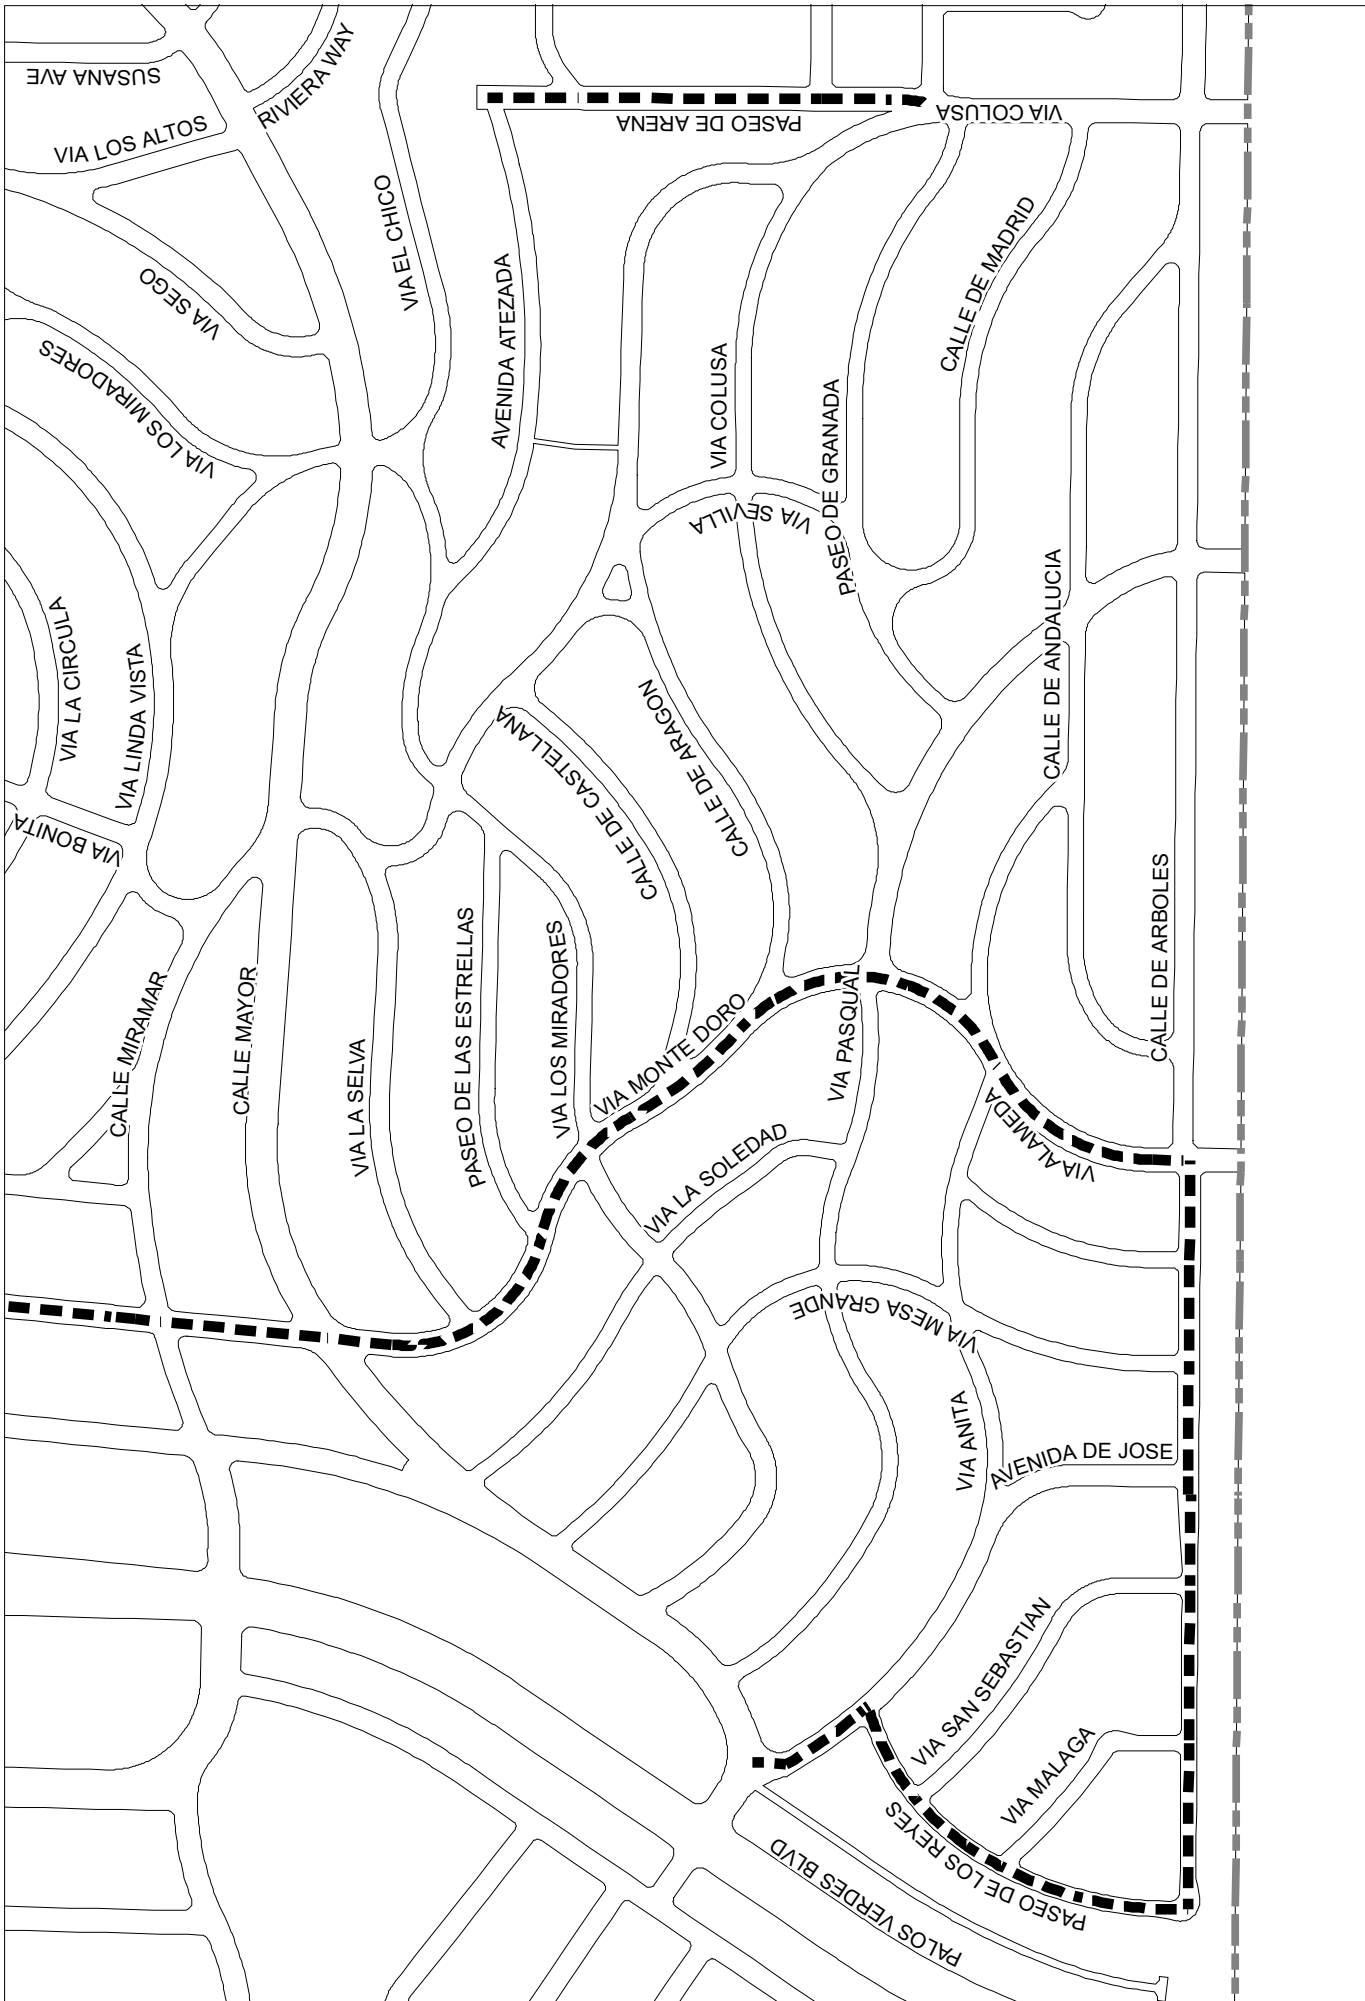 SUSANA AVE
RIVIERA WAY
VIA LOS ALTOS
PASEO DE ARENA
VIA COLUSA
VIA EL CHICO
VIA SEGO
AVENIDA ATEZADA
CALLE DE MADRID
VIA LOS MIRADORES
VIA COLUSA
PASEO DE GRANADA
VIA SEVILLA
VIA LA CIRCULA
VIA LINDA VISTA
CALLE DE ANDALUCIA
CALLE DE ARAGON
CALLE DE CASTELLANA
VIA BONITA
CALLE MIRAMAR
CALLE MAYOR
VIA LA SELVA
PASEO DE LAS ESTRELLAS
VIA LOS MIRADORES
VIA MONTE DORO
VIA PASQUAL
CALLE DE ARBOLES
VIA ALAMEDA
VIA LA SOLEDAD
VIA MESA GRANDE
VIA ANITA
AVENIDA DE JOSE
VIA SAN SEBASTIAN
VIA MALAGA
PASEO DE LOS REYES
PALOS VERDES BLVD